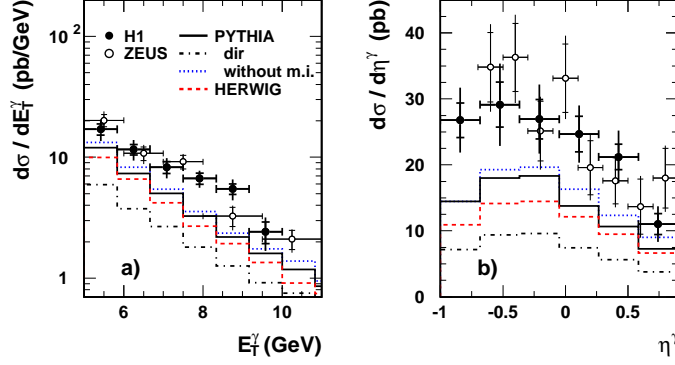 dσ / dE_T^γ (pb/GeV)
10²
10
1
H1
ZEUS
PYTHIA
dir
without m.i.
HERWIG
a)
6
8
10
E_T^γ (GeV)
dσ / dη^γ (pb)
40
30
20
10
0
b)
-1
-0.5
0
0.5
η^γ